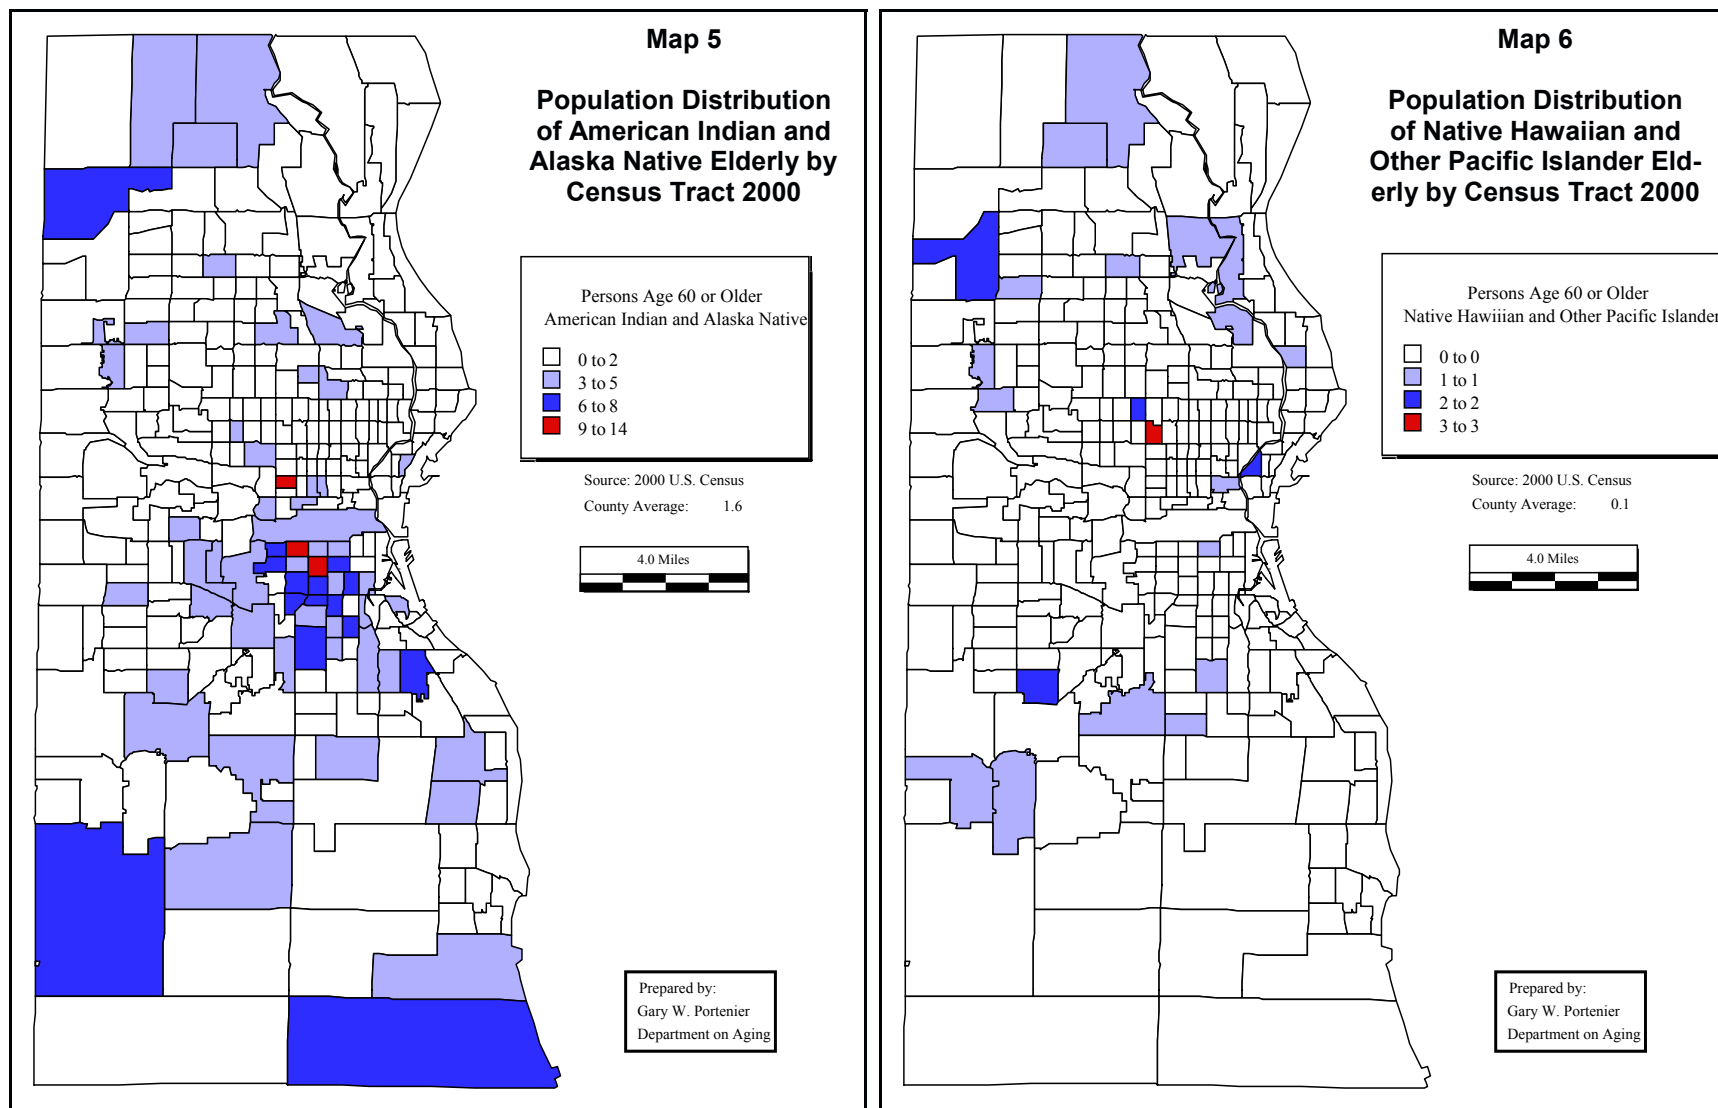 Map 5
Population Distribution
of American Indian and
Alaska Native Elderly by
Census Tract 2000
Persons Age 60 or Older
American Indian and Alaska Native
0 to 2
3 to 5
6 to 8
9 to 14
Source: 2000 U.S. Census
County Average: 1.6
4.0 Miles
Prepared by:
Gary W. Portenier
Department on Aging
Map 6
Population Distribution
of Native Hawaiian and
Other Pacific Islander Eld-
erly by Census Tract 2000
Persons Age 60 or Older
Native Hawiiian and Other Pacific Islander
0 to 0
1 to 1
2 to 2
3 to 3
Source: 2000 U.S. Census
County Average: 0.1
4.0 Miles
Prepared by:
Gary W. Portenier
Department on Aging